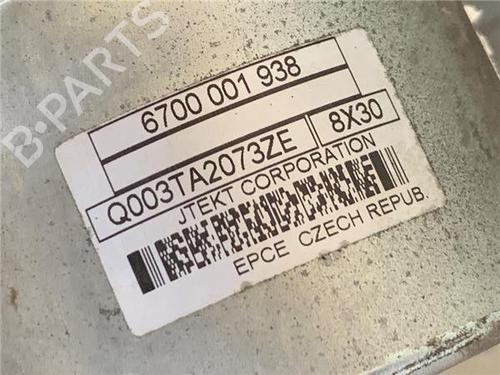 B-PARTS
6700 001 938
Q003TA2073ZE 8X30
JTEKT CORPORATION
EPCE CZECH REPUB.